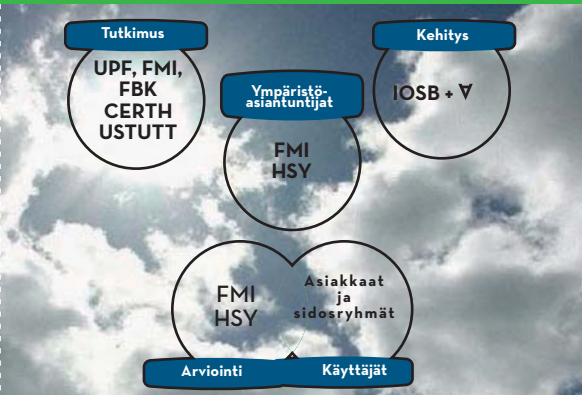 Tutkimus
UPF, FMI,
FBK
CERTH
USTUTT
Kehitys
IOSB + ∀
Ympäristö-
asiantuntijat
FMI
HSY
FMI
HSY
Asiakkaat
ja
sidosryhmät
Arviointi
Käyttäjät